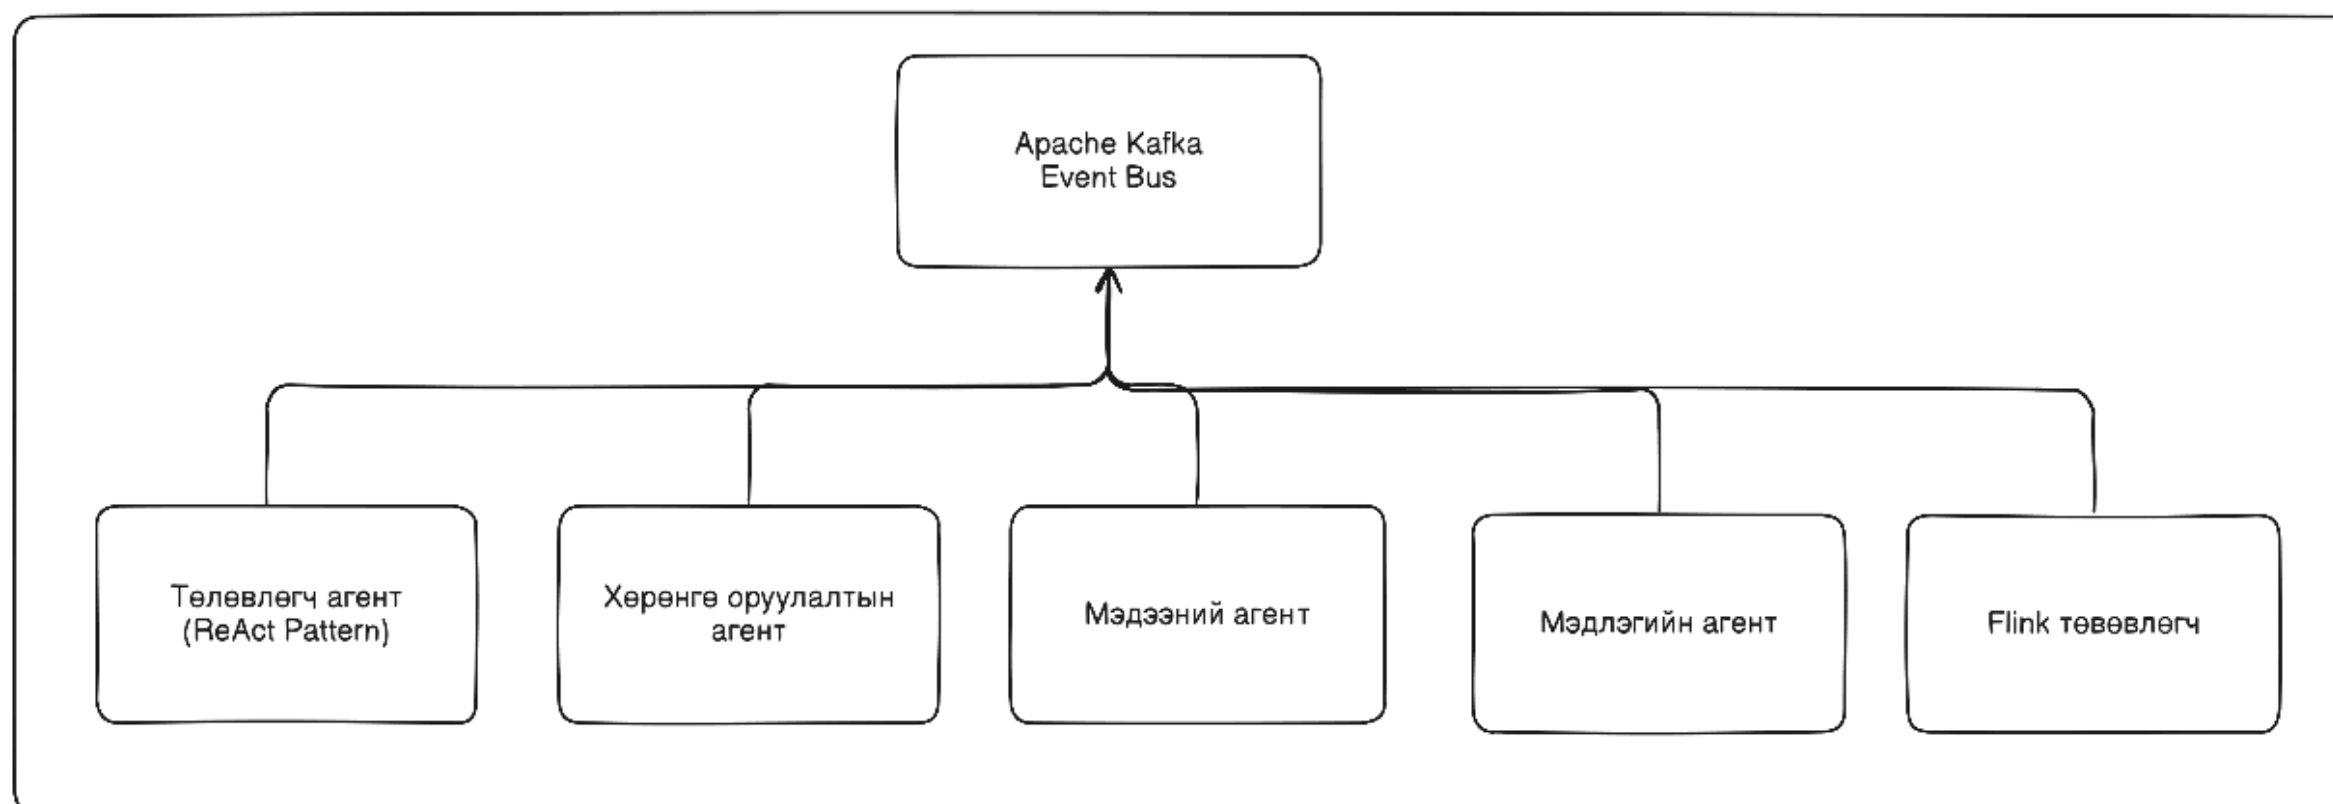 Apache Kafka
Event Bus
Төлөвлөгч агент
(ReAct Pattern)
Хөрөнгө оруулалтын
агент
Мэдээний агент
Мэдлэгийн агент
Flink төвөвлөгч